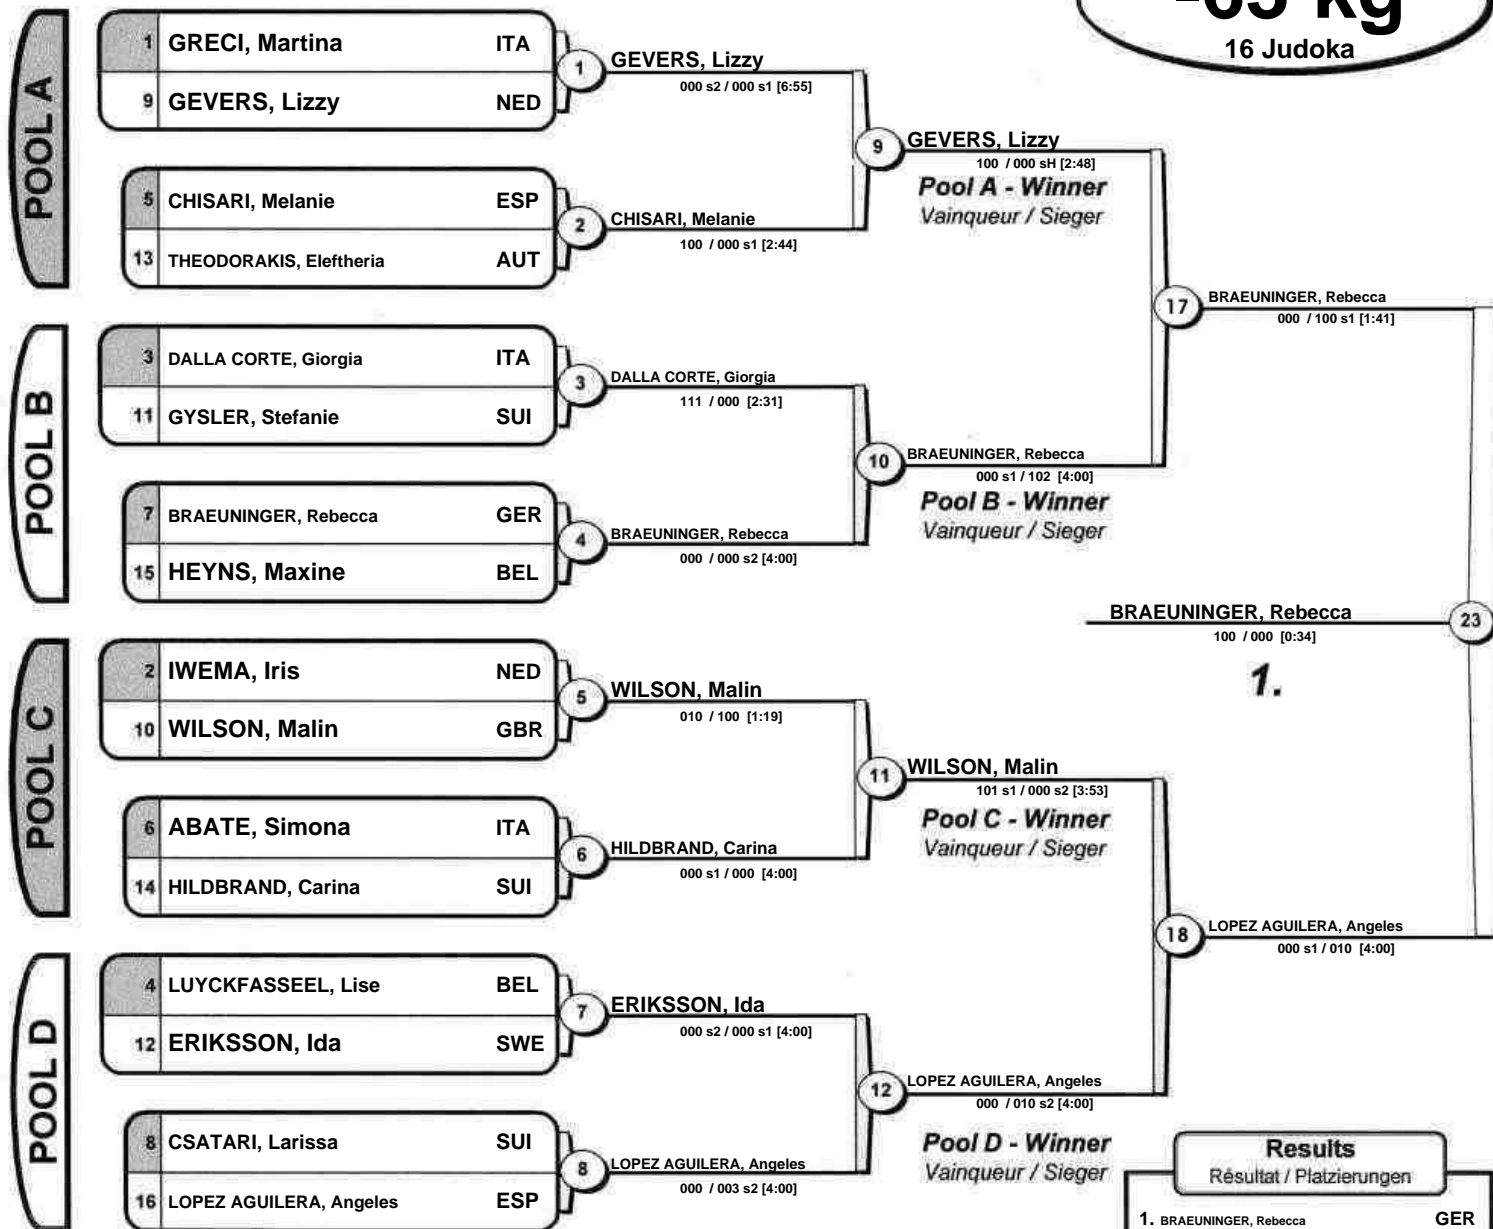 -63 kg
16 Judoka
POOL A
1 GRECI, Martina ITA
9 GEVERS, Lizzy NED
1
GEVERS, Lizzy
000 s2 / 000 s1 [6:55]
5 CHISARI, Melanie ESP
13 THEODORAKIS, Eleftheria AUT
2
CHISARI, Melanie
100 / 000 s1 [2:44]
9
GEVERS, Lizzy
100 / 000 sH [2:48]
Pool A - Winner
Vainqueur / Sieger
17
BRAEUNINGER, Rebecca
000 / 100 s1 [1:41]
POOL B
3 DALLA CORTE, Giorgia ITA
11 GYSLER, Stefanie SUI
3
DALLA CORTE, Giorgia
111 / 000 [2:31]
7 BRAEUNINGER, Rebecca GER
15 HEYNS, Maxine BEL
4
BRAEUNINGER, Rebecca
000 / 000 s2 [4:00]
10
BRAEUNINGER, Rebecca
000 s1 / 102 [4:00]
Pool B - Winner
Vainqueur / Sieger
BRAEUNINGER, Rebecca
100 / 000 [0:34]
23
1.
POOL C
2 IWEMA, Iris NED
10 WILSON, Malin GBR
5
WILSON, Malin
010 / 100 [1:19]
6 ABATE, Simona ITA
14 HILDBRAND, Carina SUI
6
HILDBRAND, Carina
000 s1 / 000 [4:00]
11
WILSON, Malin
101 s1 / 000 s2 [3:53]
Pool C - Winner
Vainqueur / Sieger
18
LOPEZ AGUILERA, Angeles
000 s1 / 010 [4:00]
POOL D
4 LUYCKFASSEEL, Lise BEL
12 ERIKSSON, Ida SWE
7
ERIKSSON, Ida
000 s2 / 000 s1 [4:00]
8 CSATARI, Larissa SUI
16 LOPEZ AGUILERA, Angeles ESP
8
LOPEZ AGUILERA, Angeles
000 / 003 s2 [4:00]
12
LOPEZ AGUILERA, Angeles
000 / 010 s2 [4:00]
Pool D - Winner
Vainqueur / Sieger
Results
Résultat / Platzierungen
1. BRAEUNINGER, Rebecca GER